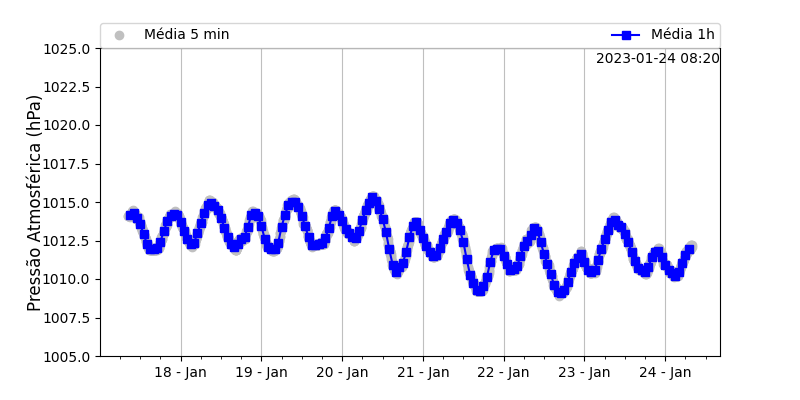 Média 5 min
Média 1h
2023-01-24 08:20
Pressão Atmosférica (hPa)
1025.0
1022.5
1020.0
1017.5
1015.0
1012.5
1010.0
1007.5
1005.0
18 - Jan
19 - Jan
20 - Jan
21 - Jan
22 - Jan
23 - Jan
24 - Jan